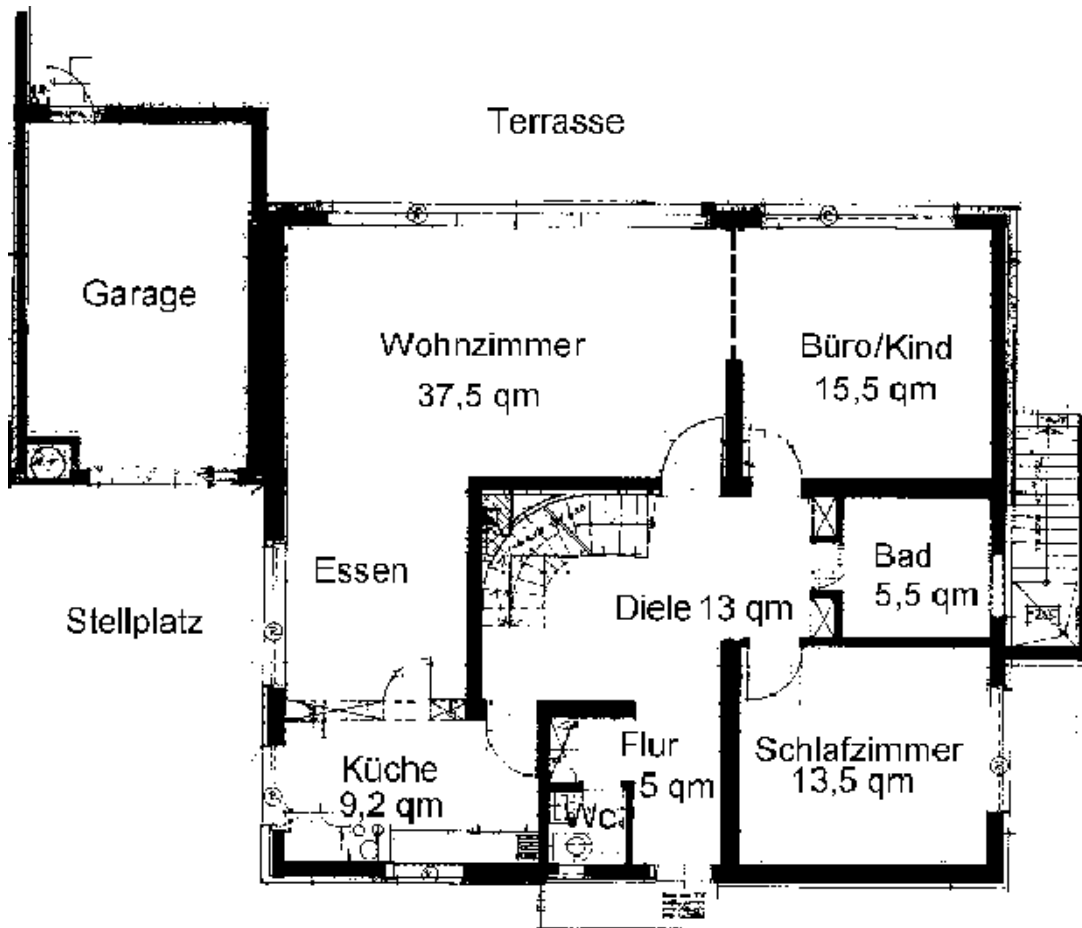 Terrasse
Garage
Wohnzimmer
37,5 qm
Büro/Kind
15,5 qm
Essen
Stellplatz
Diele 13 qm
Bad
5,5 qm
Küche
9,2 qm
Flur
5 qm
Wc
Schlafzimmer
13,5 qm